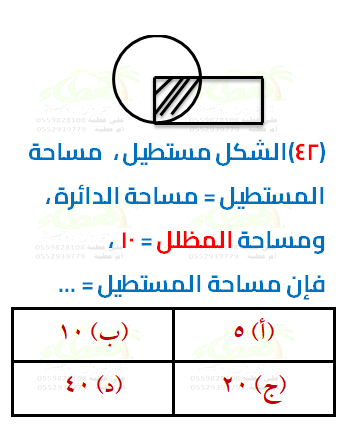 (٤٢) الشكل مستطيل، مساحة
المستطيل = مساحة الدائرة،
ومساحة المظلل = ١٠،
فإن مساحة المستطيل = ...
(أ) ٥ (ب) ١٠
(ج) ٢٠ (د) ٤٠